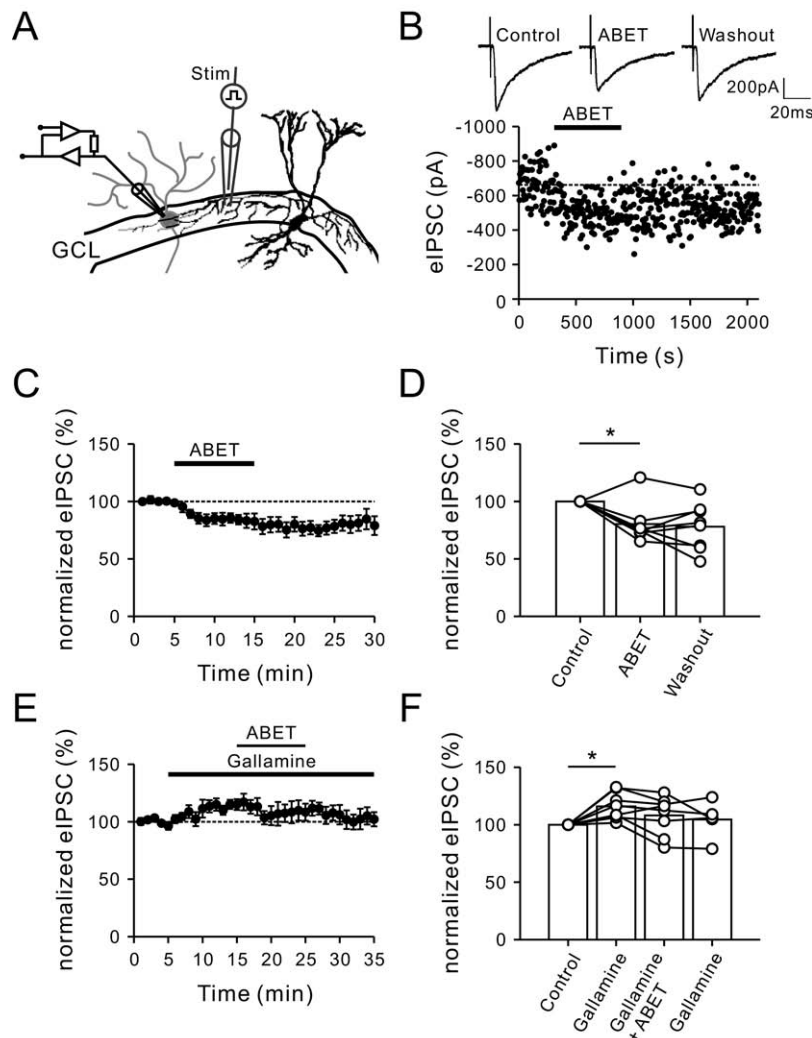 A
Stim
GCL
B
Control
ABET
Washout
200pA
20ms
ABET
eIPSC (pA)
-1000
-800
-600
-400
-200
0
0
500
1000
1500
2000
Time (s)
C
normalized eIPSC (%)
150
100
50
0
ABET
0
5
10
15
20
25
30
Time (min)
D
normalized eIPSC (%)
150
100
50
0
*
Control
ABET
Washout
E
normalized eIPSC (%)
150
100
50
0
ABET
Gallamine
0
5
10
15
20
25
30
35
Time (min)
F
normalized eIPSC (%)
150
100
50
0
*
Control
Gallamine
Gallamine
+ ABET
Gallamine